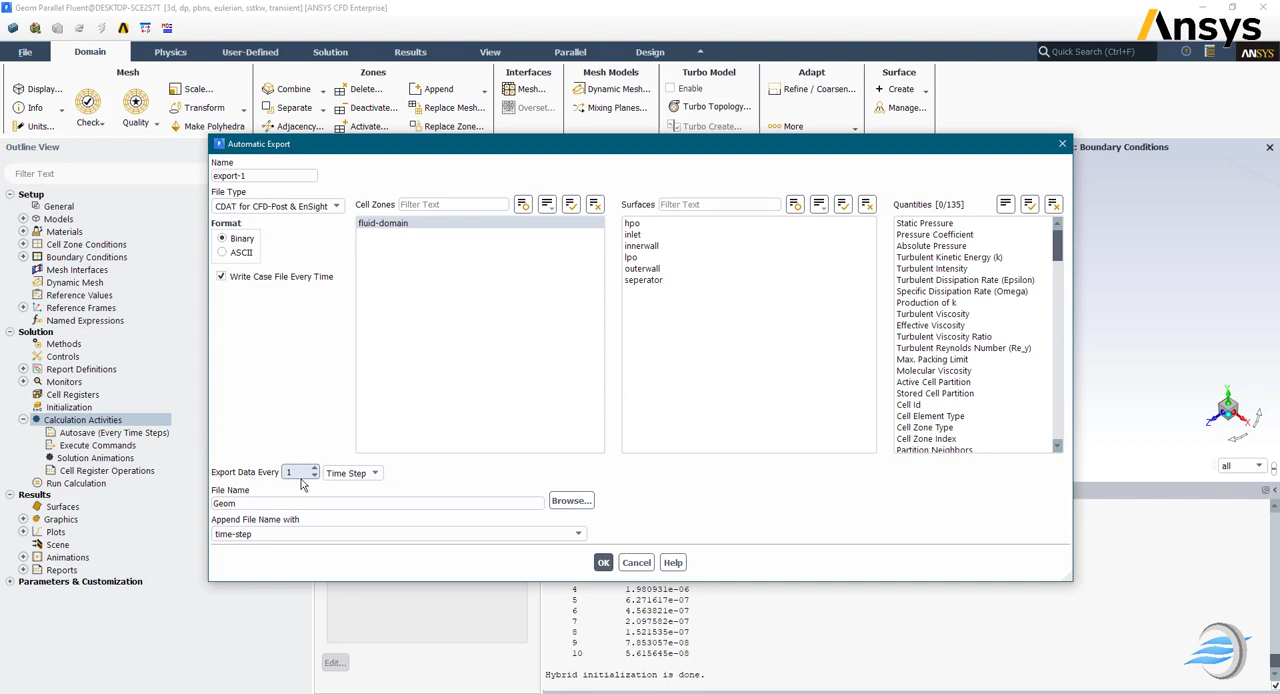 Geom Parallel Fluent@DESKTOP-SCE2S7T [3d, dp, pbns, eulerian, sstkw, transient] [ANSYS CFD Enterprise]
Ansys
File Domain Physics User-Defined Solution Results View Parallel Design Quick Search (Ctrl+F) ANSYS
Mesh Zones Interfaces Mesh Models Turbo Model Adapt Surface
Display... Scale... Combine Delete... Append Mesh... Dynamic Mesh... Enable Refine / Coarsen... Create
Info Transform Separate Deactivate... Replace Mesh... Overset... Mixing Planes... Turbo Topology... Manage...
Units... Check Quality Make Polyhedra Adjacency... Activate... Replace Zone... Turbo Create... More
Outline View
Filter Text
Setup
General
Models
Materials
Cell Zone Conditions
Boundary Conditions
Mesh Interfaces
Dynamic Mesh
Reference Values
Reference Frames
Named Expressions
Solution
Methods
Controls
Report Definitions
Monitors
Cell Registers
Initialization
Calculation Activities
Autosave (Every Time Steps)
Execute Commands
Solution Animations
Cell Register Operations
Run Calculation
Results
Surfaces
Graphics
Plots
Scene
Animations
Reports
Parameters & Customization
Automatic Export
: Boundary Conditions
Name
export-1
File Type
CDAT for CFD-Post & EnSight
Format
Binary
ASCII
Write Case File Every Time
Cell Zones Filter Text
fluid-domain
Surfaces Filter Text
hpo
inlet
innerwall
lpo
outerwall
seperator
Quantities [0/135]
Static Pressure
Pressure Coefficient
Absolute Pressure
Turbulent Kinetic Energy (k)
Turbulent Intensity
Turbulent Dissipation Rate (Epsilon)
Specific Dissipation Rate (Omega)
Production of k
Turbulent Viscosity
Effective Viscosity
Turbulent Viscosity Ratio
Turbulent Reynolds Number (Re_y)
Max. Packing Limit
Molecular Viscosity
Active Cell Partition
Stored Cell Partition
Cell Id
Cell Element Type
Cell Zone Type
Cell Zone Index
Partition Neighbors
Export Data Every 1 Time Step
File Name
Geom Browse...
Append File Name with
time-step
OK Cancel Help
Z Y X
all
Edit...
4 1.980931e-06
5 6.271617e-07
6 4.563821e-07
7 2.097582e-07
8 1.521535e-07
9 7.853057e-08
10 5.615645e-08
Hybrid initialization is done.